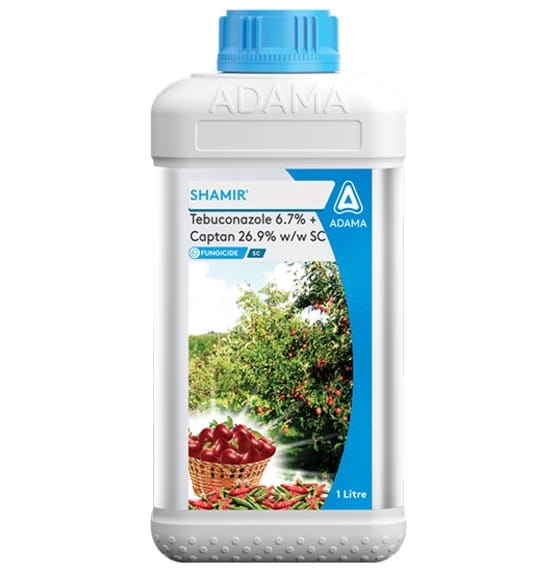 ADAMA
SHAMIR®
ADAMA
Tebuconazole 6.7% +
Captan 26.9% w/w SC
FUNGICIDE SC
1 Litre